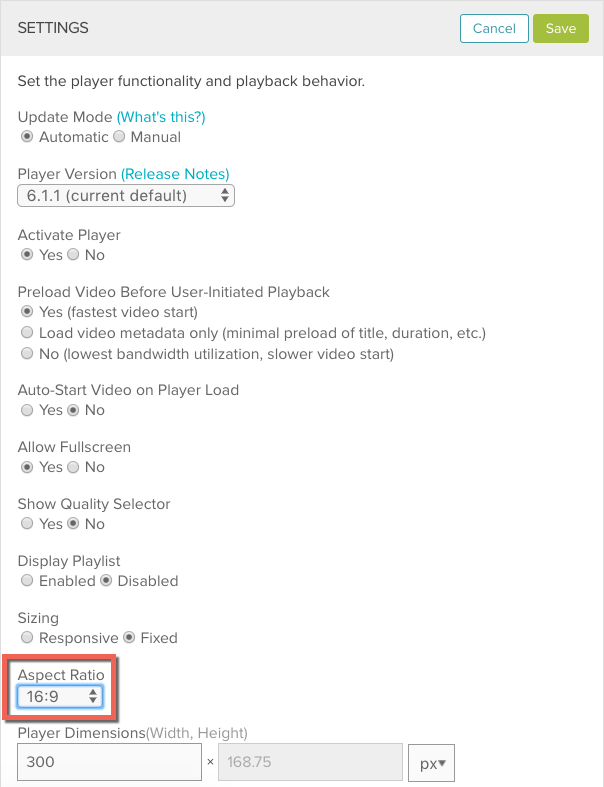 SETTINGS
Cancel
Save
Set the player functionality and playback behavior.
Update Mode (What's this?)
Automatic Manual
Player Version (Release Notes)
6.1.1 (current default)
Activate Player
Yes No
Preload Video Before User-Initiated Playback
Yes (fastest video start)
Load video metadata only (minimal preload of title, duration, etc.)
No (lowest bandwidth utilization, slower video start)
Auto-Start Video on Player Load
Yes No
Allow Fullscreen
Yes No
Show Quality Selector
Yes No
Display Playlist
Enabled Disabled
Sizing
Responsive Fixed
Aspect Ratio
16:9
Player Dimensions(Width, Height)
300 × 168.75 px▾